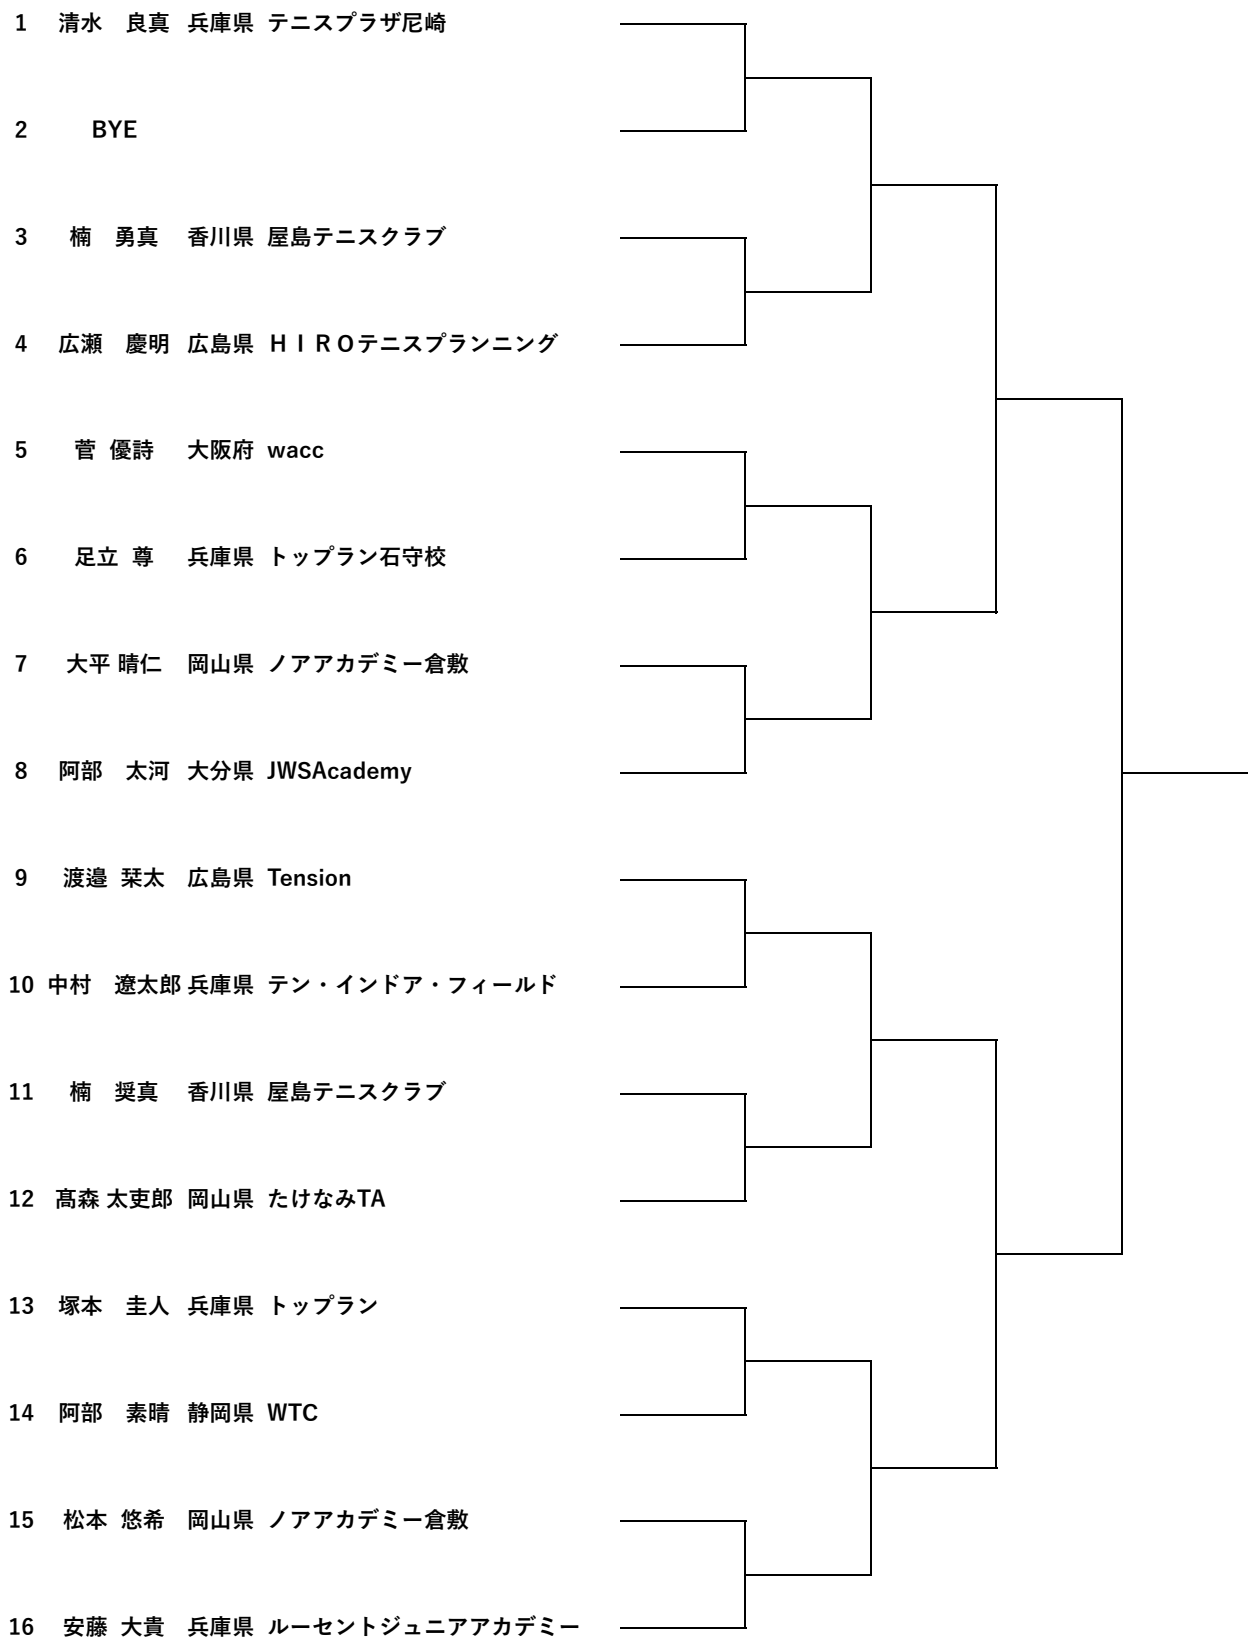 1 清水　良真 兵庫県 テニスプラザ尼崎
2 BYE
3 楠　勇真 香川県 屋島テニスクラブ
4 広瀬　慶明 広島県 ＨＩＲＯテニスプランニング
5 菅 優詩 大阪府 wacc
6 足立 尊 兵庫県 トップラン石守校
7 大平 晴仁 岡山県 ノアアカデミー倉敷
8 阿部　太河 大分県 JWSAcademy
9 渡邉 栞太 広島県 Tension
10 中村　遼太郎 兵庫県 テン・インドア・フィールド
11 楠　奨真 香川県 屋島テニスクラブ
12 髙森 太吏郎 岡山県 たけなみTA
13 塚本　圭人 兵庫県 トップラン
14 阿部　素晴 静岡県 WTC
15 松本 悠希 岡山県 ノアアカデミー倉敷
16 安藤 大貴 兵庫県 ルーセントジュニアアカデミー